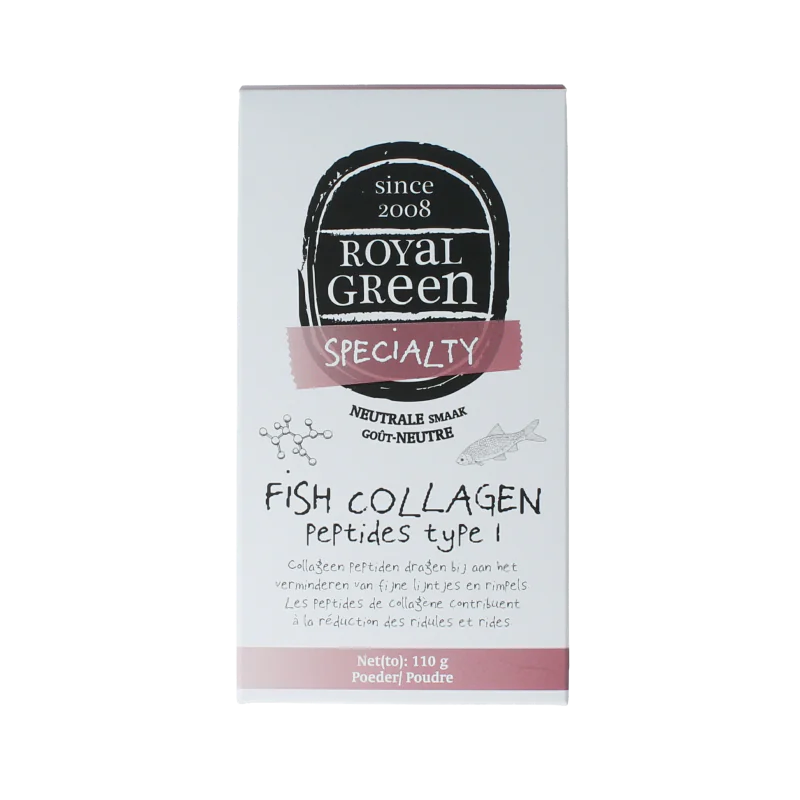 since
2008
ROYaL
GReen
SPECiALTY
NEUTRALE SMAAK
GOÛT-NEUTRE
FiSH COLLAGEN
Peptides type 1
Collageen peptiden dragen bij aan het
verminderen van fijne lijntjes en rimpels
Les peptides de collagène contribuent
à la réduction des ridules et rides
Net(to): 110 g
Poeder/ Poudre